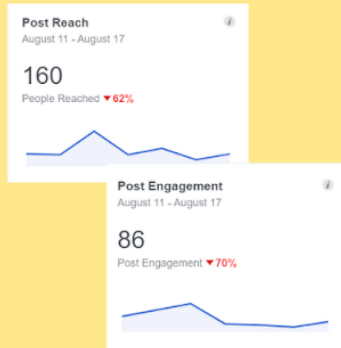 Post Reach
August 11 - August 17
160
People Reached ▼ 62%
Post Engagement
August 11 - August 17
86
Post Engagement ▼ 70%